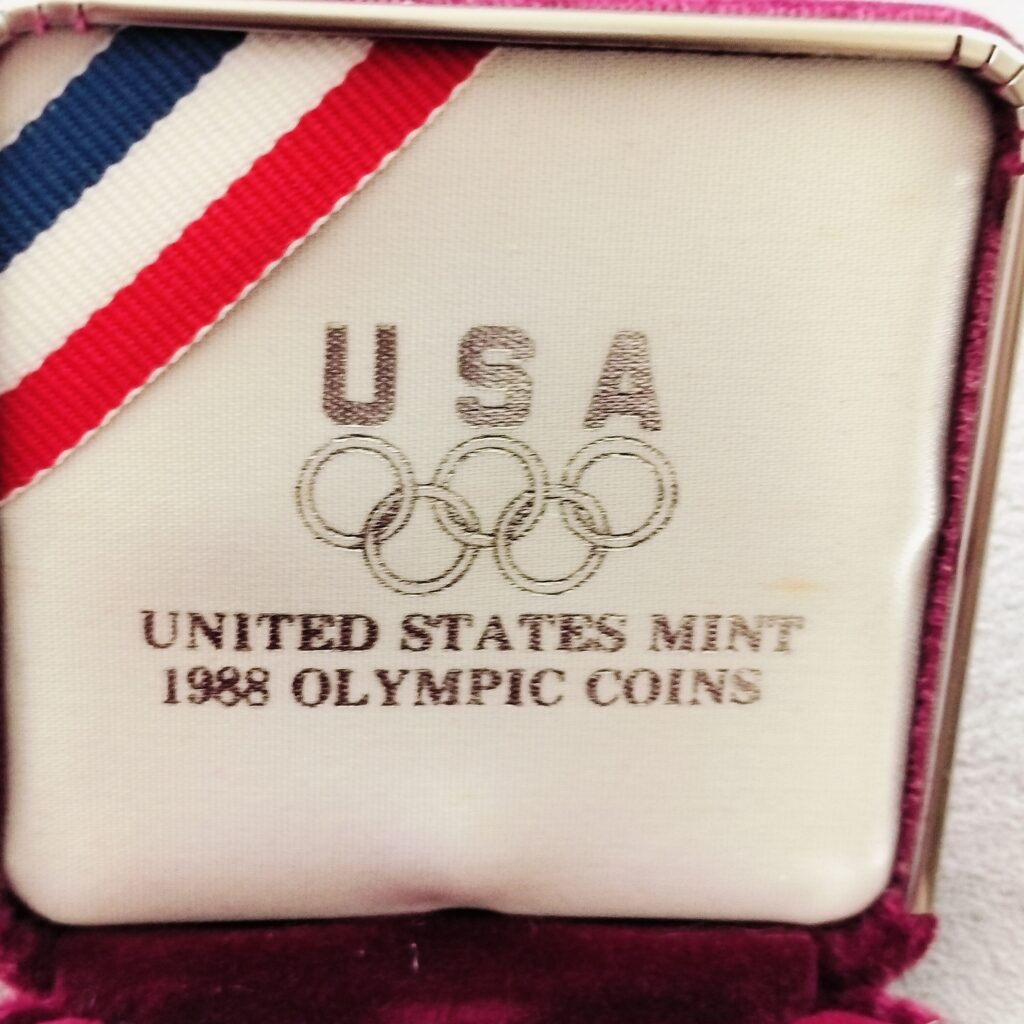 USA
UNITED STATES MINT
1988 OLYMPIC COINS